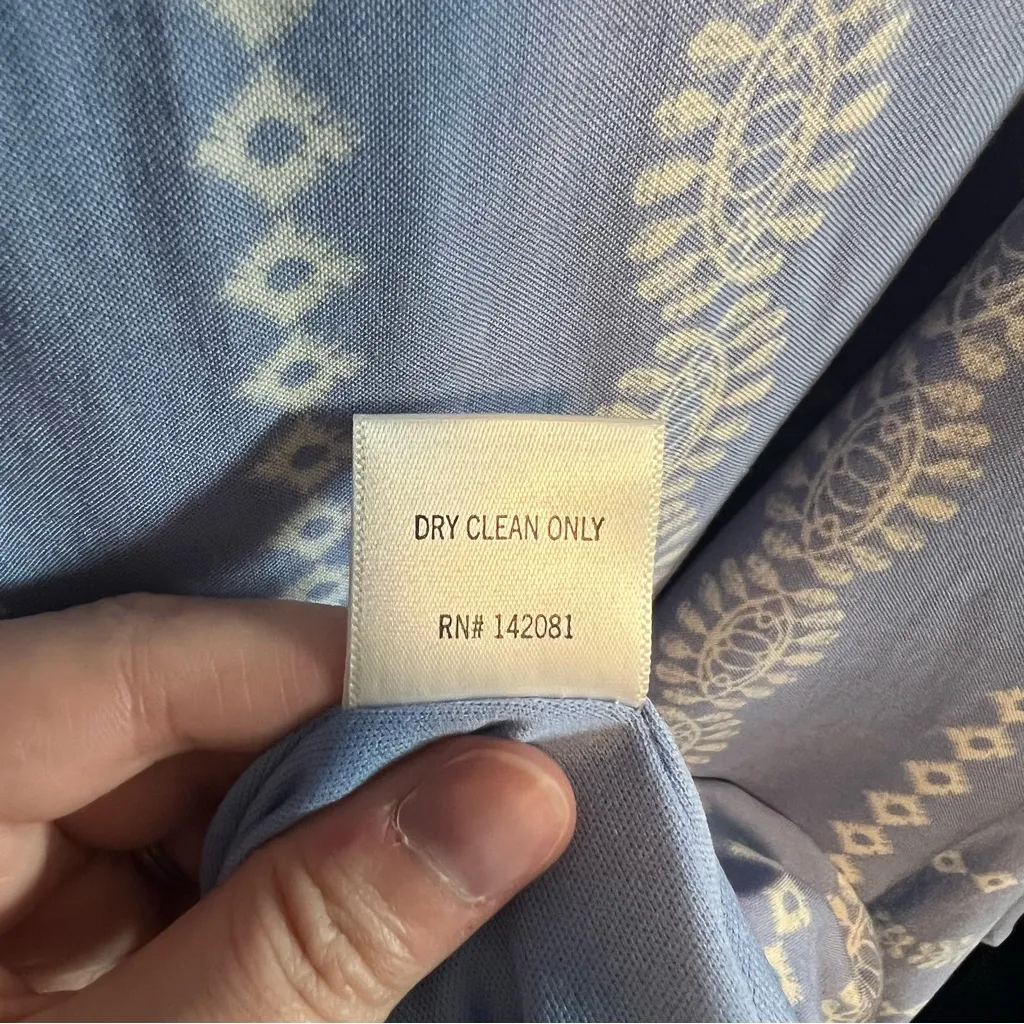 DRY CLEAN ONLY
RN# 142081